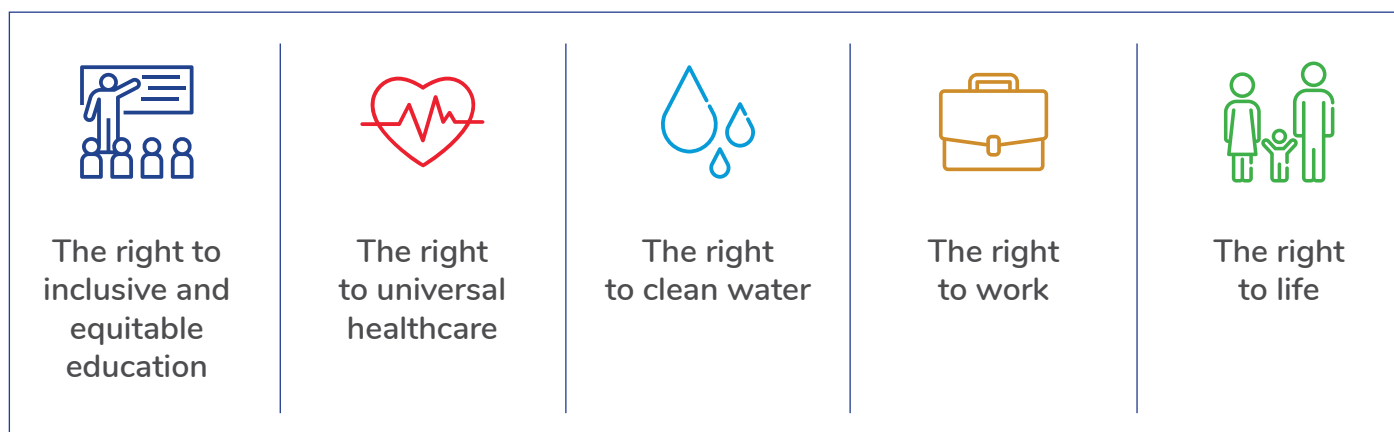 The right to
inclusive and
equitable
education
The right
to universal
healthcare
The right
to clean water
The right
to work
The right
to life